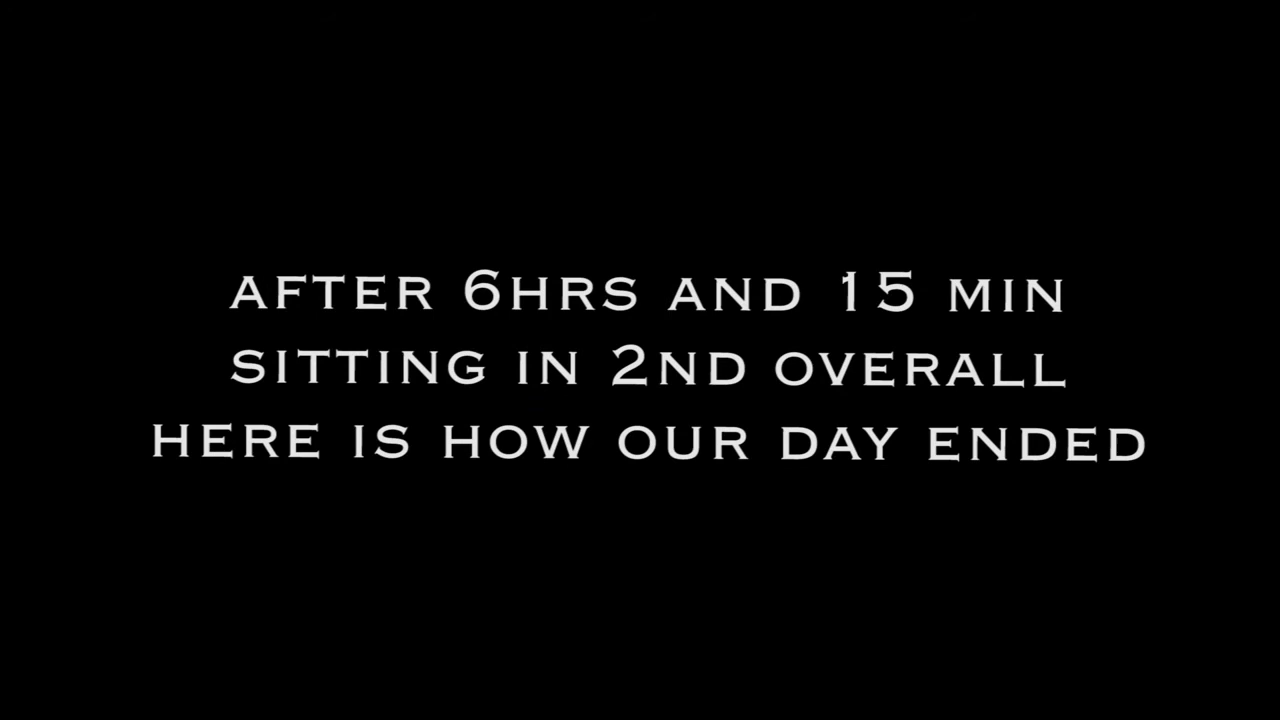 AFTER 6HRS AND 15 MIN
SITTING IN 2ND OVERALL
HERE IS HOW OUR DAY ENDED